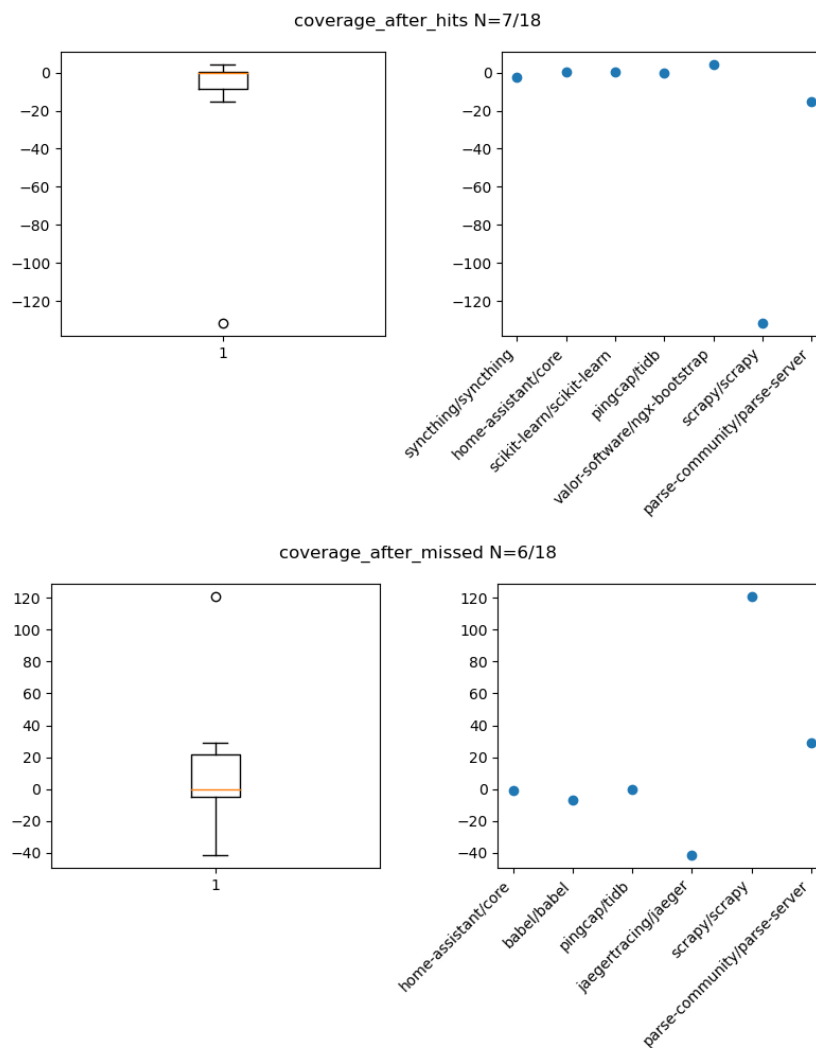 coverage_after_hits N=7/18
0
−20
−40
−60
−80
−100
−120
1
0
−20
−40
−60
−80
−100
−120
syncthing/syncthing
home-assistant/core
scikit-learn/scikit-learn
pingcap/tidb
valor-software/ngx-bootstrap
scrapy/scrapy
parse-community/parse-server
coverage_after_missed N=6/18
120
100
80
60
40
20
0
−20
−40
1
120
100
80
60
40
20
0
−20
−40
home-assistant/core
babel/babel
pingcap/tidb
jaegertracing/jaeger
scrapy/scrapy
parse-community/parse-server